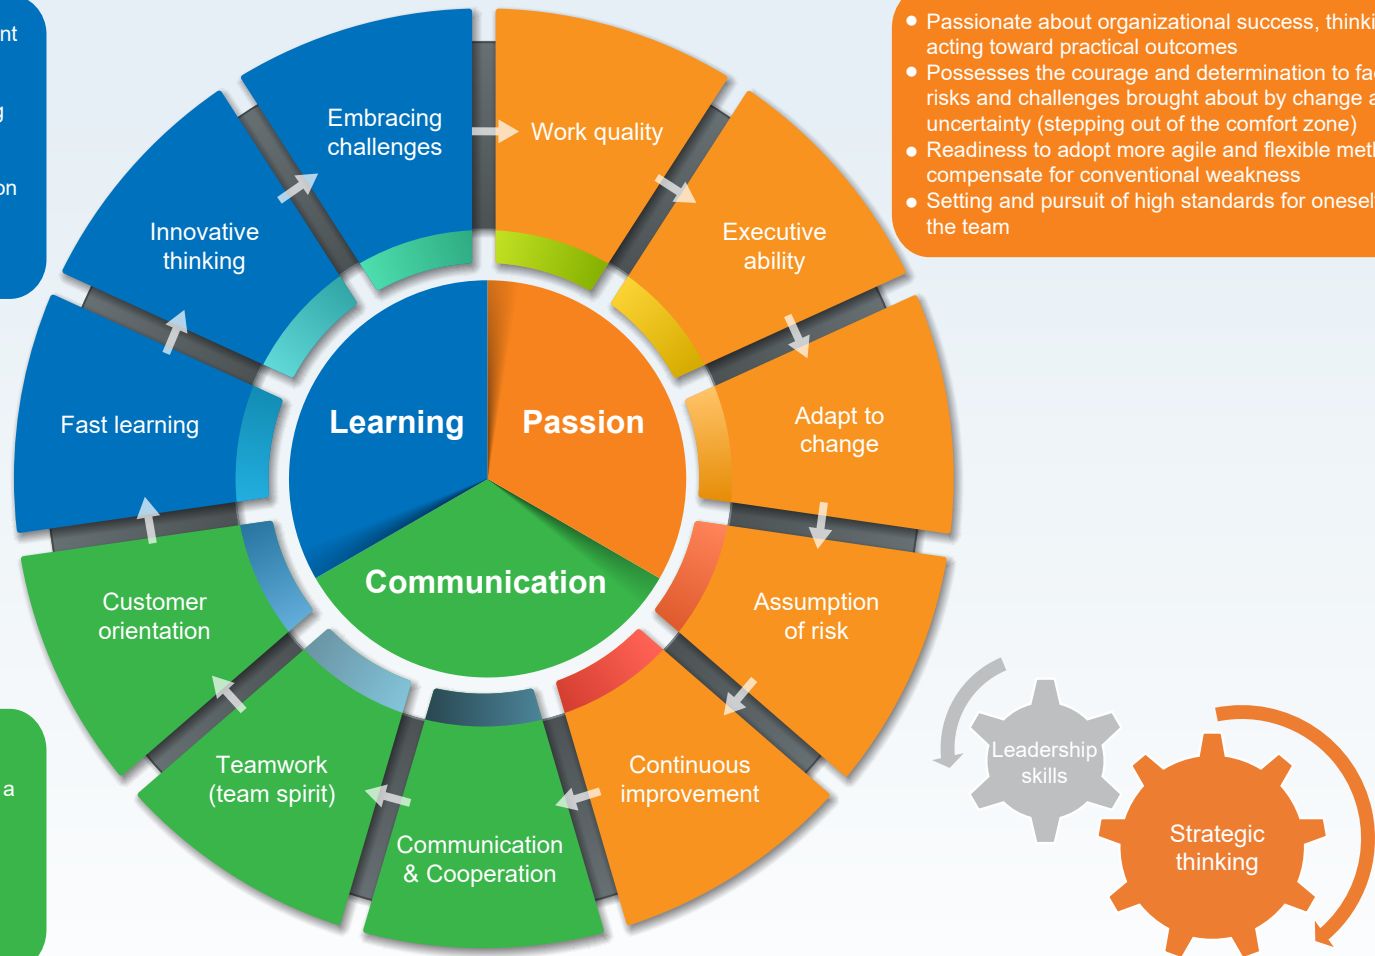 nt
g
on
Embracing
challenges
Work quality
Innovative
thinking
Executive
ability
Fast learning
Adapt to
change
Learning
Passion
Communication
Customer
orientation
Assumption
of risk
Teamwork
(team spirit)
Continuous
improvement
Communication
& Cooperation
a
● Passionate about organizational success,
acting toward practical outcomes
● Possesses the courage and determination to
risks and challenges brought about by change
uncertainty (stepping out of the comfort zone)
● Readiness to adopt more agile and flexible
compensate for conventional weakness
● Setting and pursuit of high standards for
the team
Leadership
skills
Strategic
thinking